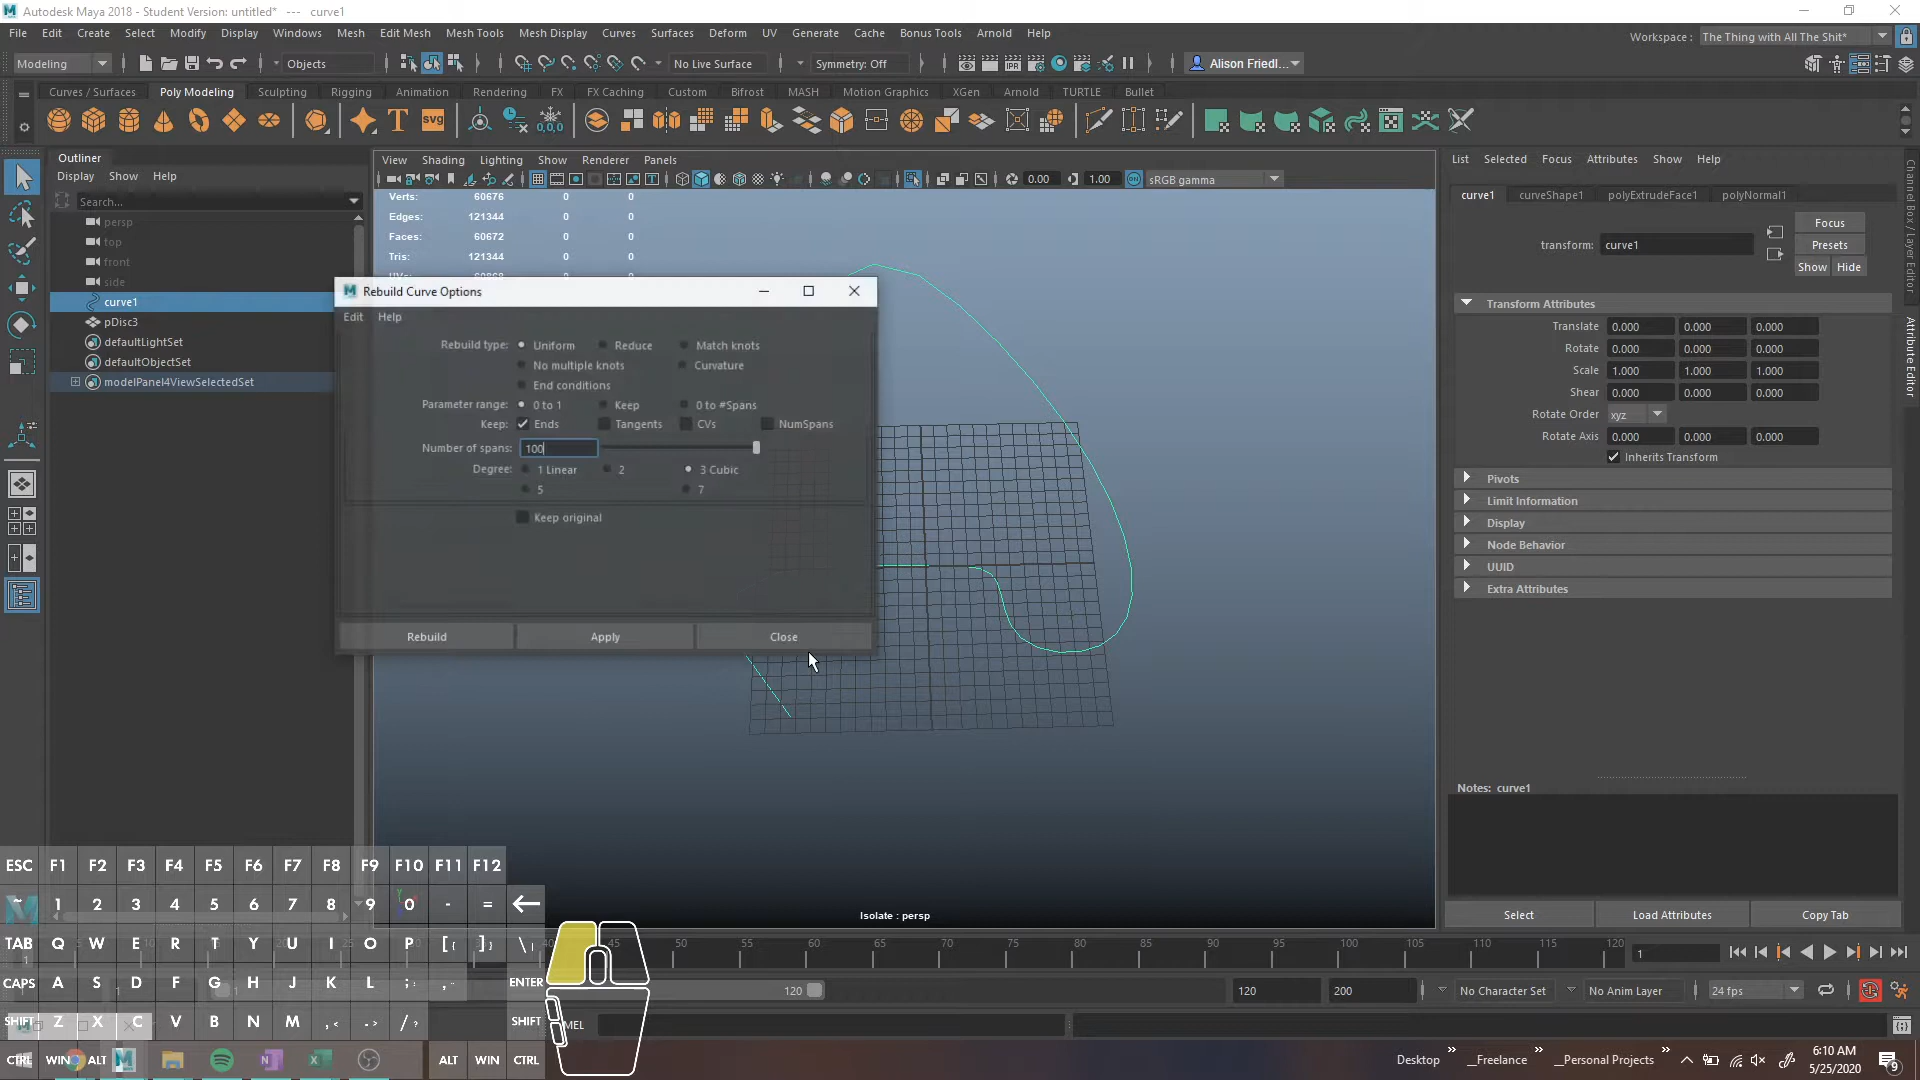 Autodesk Maya 2018 - Student Version: untitled*   ---   curve1
File Edit Create Select Modify Display Windows Mesh Edit Mesh Mesh Tools Mesh Display Curves Surfaces Deform UV Generate Cache Bonus Tools Arnold Help
Workspace : The Thing with All The Shit*
Modeling Objects No Live Surface Symmetry: Off Alison Friedl...
Curves / Surfaces Poly Modeling Sculpting Rigging Animation Rendering FX FX Caching Custom Bifrost MASH Motion Graphics XGen Arnold TURTLE Bullet
T svg 0,0,0
Outliner
Display Show Help
Search...
persp
top
front
side
curve1
pDisc3
defaultLightSet
defaultObjectSet
modelPanel4ViewSelectedSet
View Shading Lighting Show Renderer Panels
0.00 1.00 sRGB gamma
Verts: 60676 0 0
Edges: 121344 0 0
Faces: 60672 0 0
Tris: 121344 0 0
Rebuild Curve Options
Edit Help
Rebuild type: Uniform Reduce Match knots
No multiple knots Curvature
End conditions
Parameter range: 0 to 1 Keep 0 to #Spans
Keep: Ends Tangents CVs NumSpans
Number of spans: 100
Degree: 1 Linear 2 3 Cubic
5 7
Keep original
Rebuild Apply Close
Isolate : persp
List Selected Focus Attributes Show Help
curve1 curveShape1 polyExtrudeFace1 polyNormal1
transform: curve1
Focus
Presets
Show Hide
Transform Attributes
Translate 0.000 0.000 0.000
Rotate 0.000 0.000 0.000
Scale 1.000 1.000 1.000
Shear 0.000 0.000 0.000
Rotate Order xyz
Rotate Axis 0.000 0.000 0.000
Inherits Transform
Pivots
Limit Information
Display
Node Behavior
UUID
Extra Attributes
Notes: curve1
Select Load Attributes Copy Tab
Channel Box / Layer Editor
Attribute Editor
45 50 55 60 65 70 75 80 85 90 95 100 105 110 115 120
1
120 120 200 No Character Set No Anim Layer 24 fps
MEL
ESC F1 F2 F3 F4 F5 F6 F7 F8 F9 F10 F11 F12
~ 1 2 3 4 5 6 7 8 9 0 - =
TAB Q W E R T Y U I O P [{ ]} \|
CAPS A S D F G H J K L ENTER
SHIFT Z X C V B N M ,< .> /? SHIFT
CTRL WIN ALT ALT WIN CTRL
Desktop __Freelance __Personal Projects
6:10 AM
5/25/2020
9